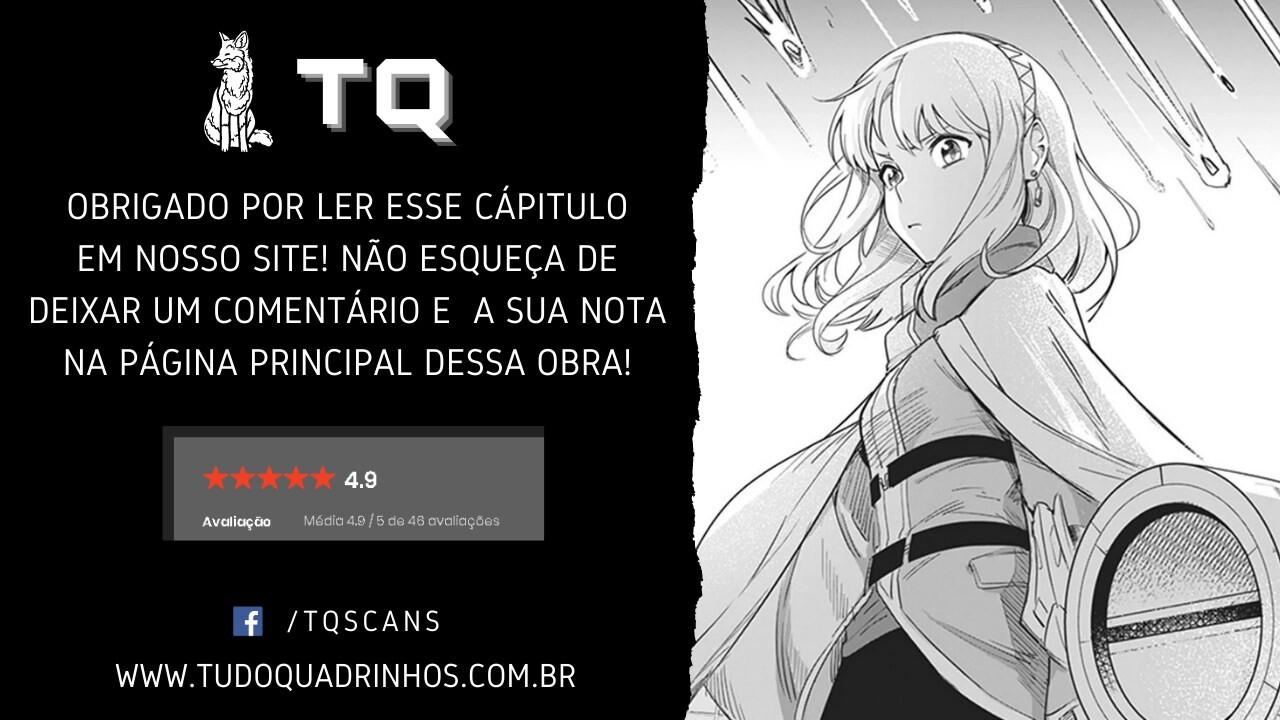 TQ
OBRIGADO POR LER ESSE CÁPITULO
EM NOSSO SITE! NÃO ESQUEÇA DE
DEIXAR UM COMENTÁRIO E  A SUA NOTA
NA PÁGINA PRINCIPAL DESSA OBRA!
4.9
Avaliação Média 4.9 / 5 de 46 avaliações
/TQSCANS
WWW.TUDOQUADRINHOS.COM.BR